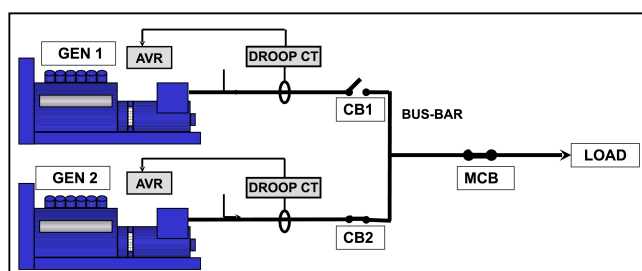 GEN 1
AVR
DROOP CT
CB1
BUS-BAR
GEN 2
AVR
DROOP CT
CB2
MCB
LOAD